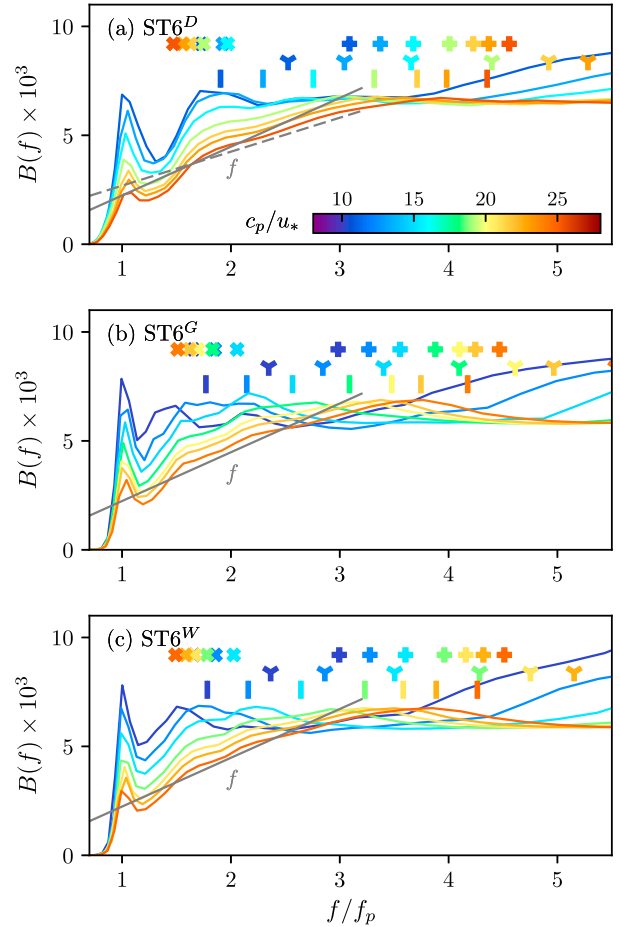 (a) ST6^D
10
5
0
B(f) × 10^3
f
c_p/u_*
10 15 20 25
1 2 3 4 5
(b) ST6^G
10
5
0
B(f) × 10^3
f
1 2 3 4 5
(c) ST6^W
10
5
0
B(f) × 10^3
f
1 2 3 4 5
f/f_p